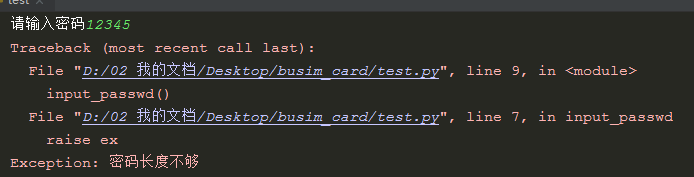 test
请输入密码12345
Traceback (most recent call last):
File "D:/02 我的文档/Desktop/busim_card/test.py", line 9, in <module>
input_passwd()
File "D:/02 我的文档/Desktop/busim_card/test.py", line 7, in input_passwd
raise ex
Exception: 密码长度不够